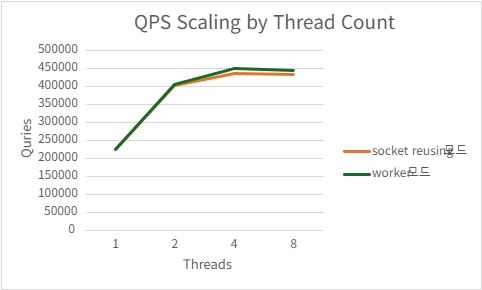 QPS Scaling by Thread Count
500000
450000
400000
350000
300000
250000
200000
150000
100000
50000
0
Quries
1 2 4 8
Threads
socket reusing모드
worker모드